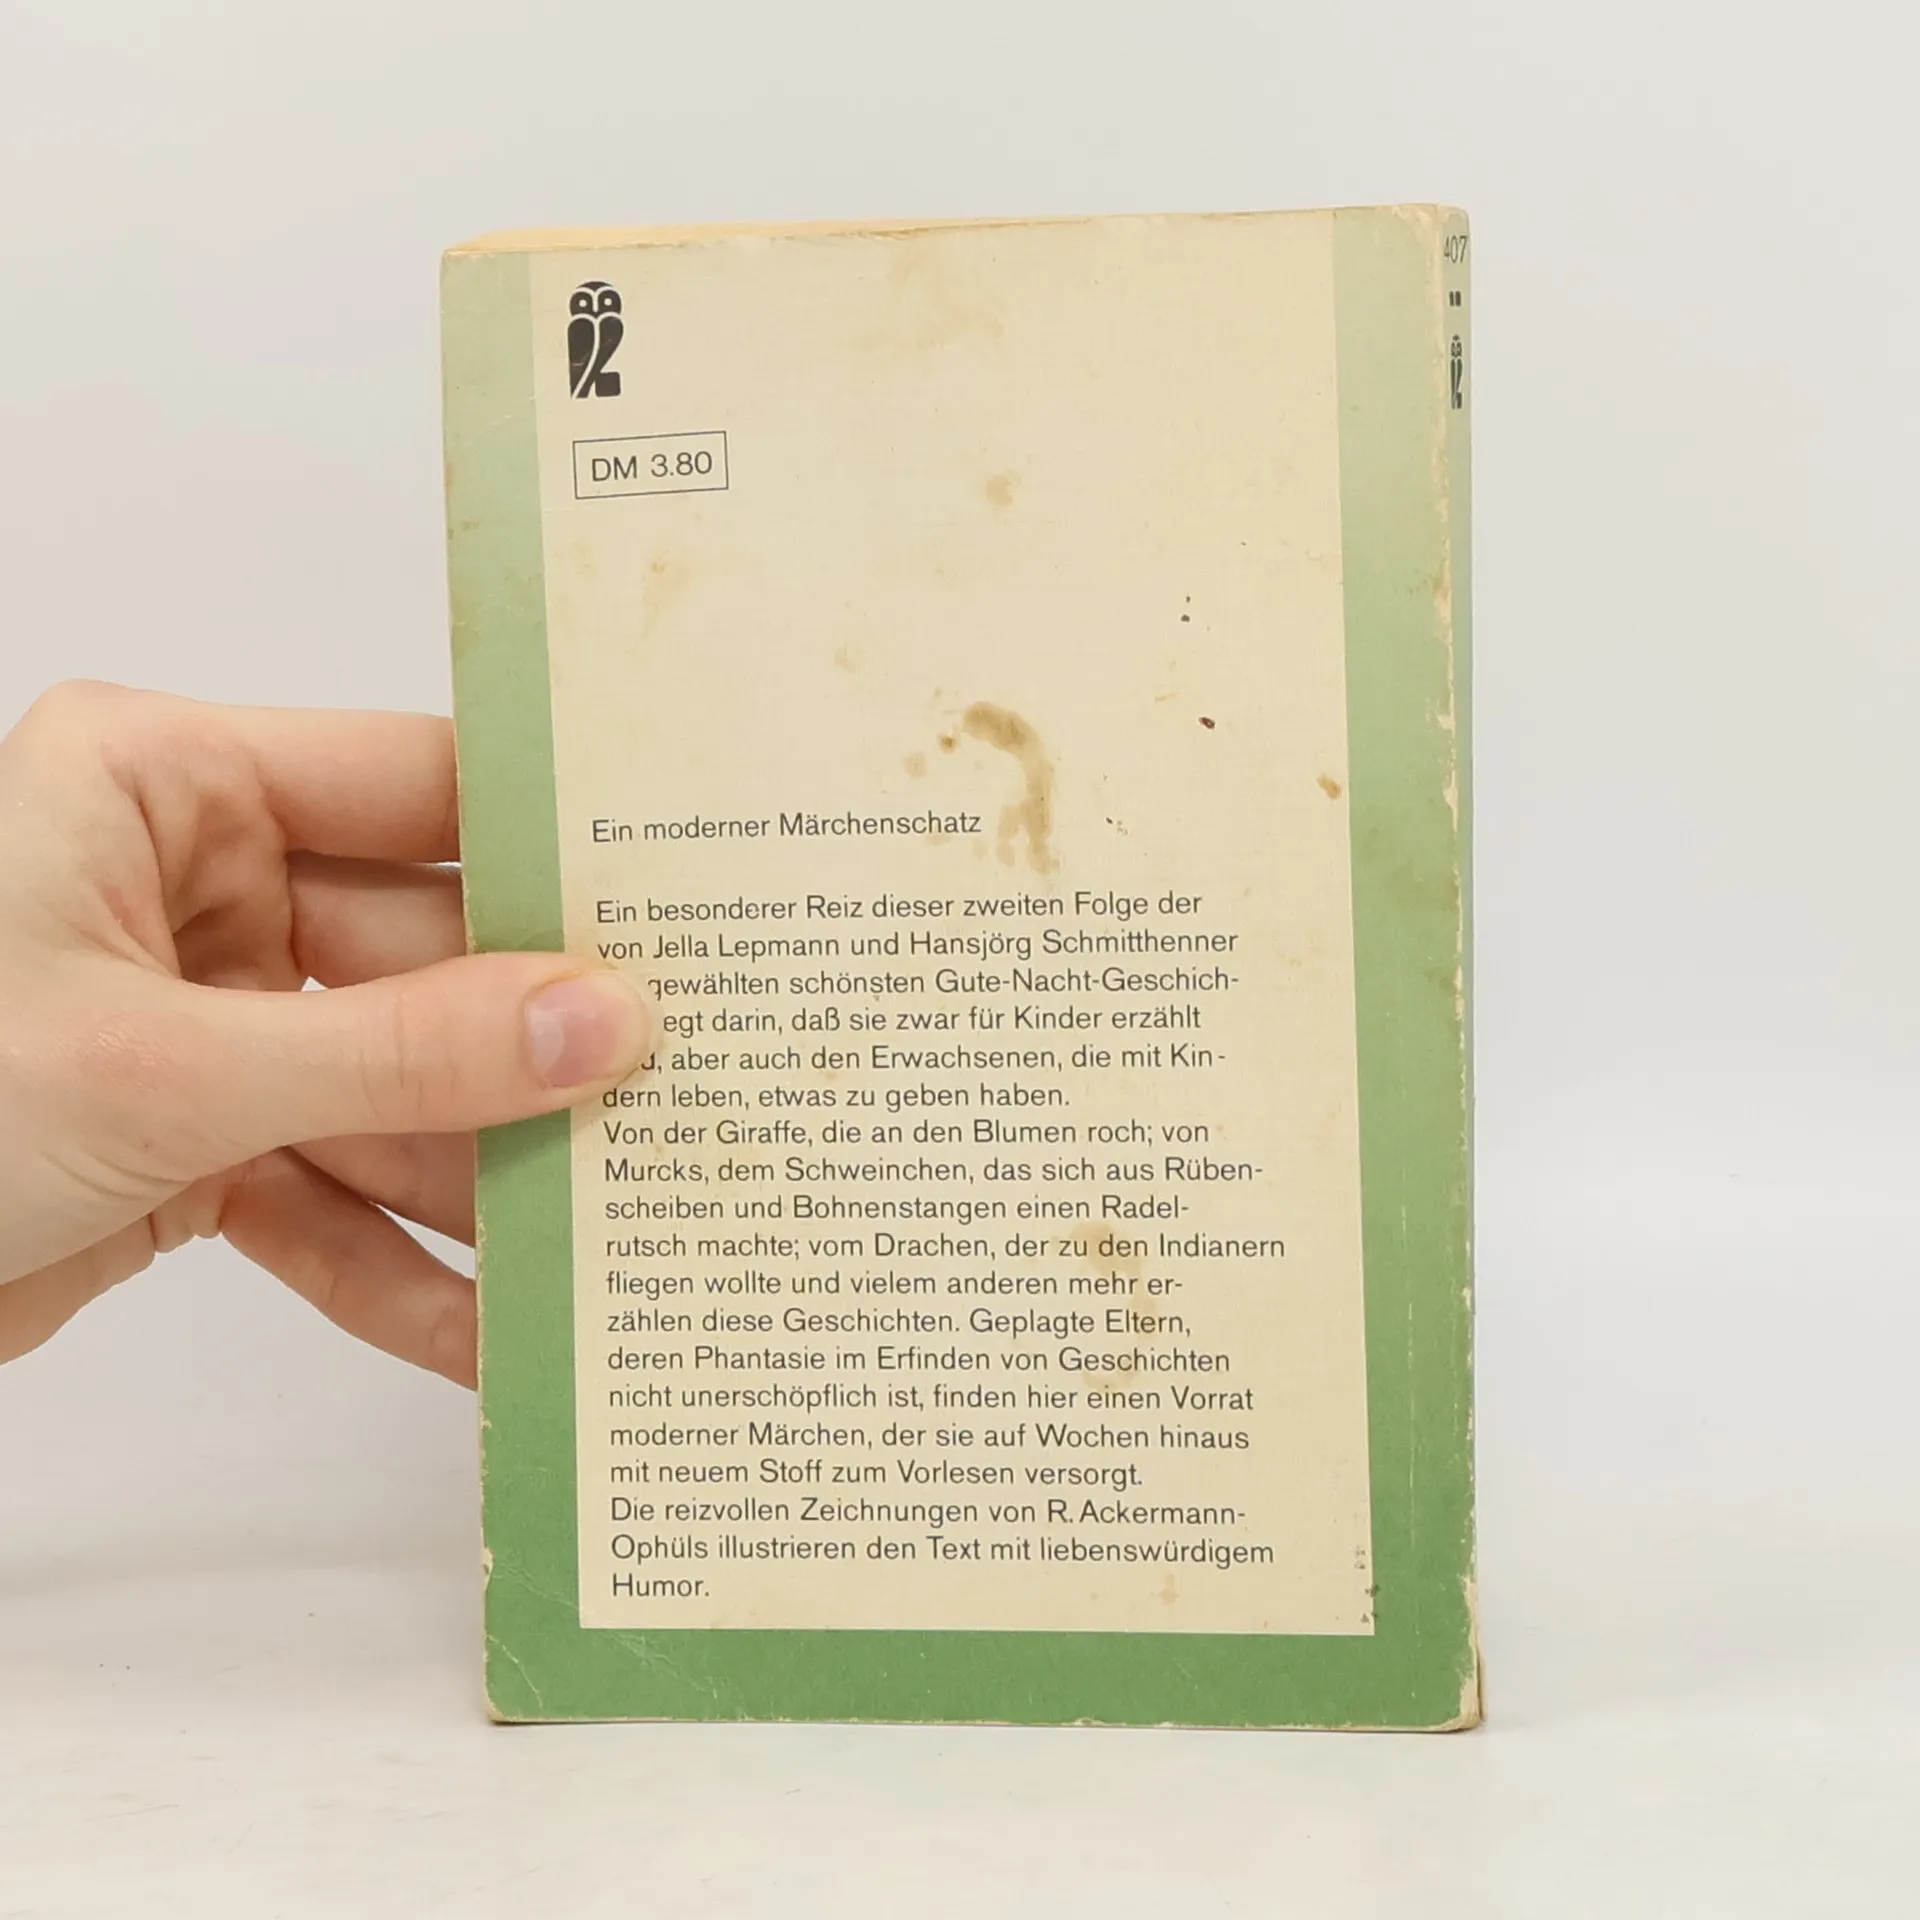 407
DM 3.80
Ein moderner Märchenschatz
Ein besonderer Reiz dieser zweiten Folge der
von Jella Lepmann und Hansjörg Schmitthenner
schönsten Gute-Nacht-Geschich-
darin, daß sie zwar für Kinder erzählt
aber auch den Erwachsenen, die mit Kin-
dern leben, etwas zu geben haben.
Von der Giraffe, die an den Blumen roch; von
Murcks, dem Schweinchen, das sich aus Rüben-
scheiben und Bohnenstangen einen Radel-
rutsch machte; vom Drachen, der zu den Indianern
fliegen wollte und vielem anderen mehr er-
zählen diese Geschichten. Geplagte Eltern,
deren Phantasie im Erfinden von Geschichten
nicht unerschöpflich ist, finden hier einen Vorrat
moderner Märchen, der sie auf Wochen hinaus
mit neuem Stoff zum Vorlesen versorgt.
Die reizvollen Zeichnungen von R. Ackermann-
Ophüls illustrieren den Text mit liebenswürdigem
Humor.